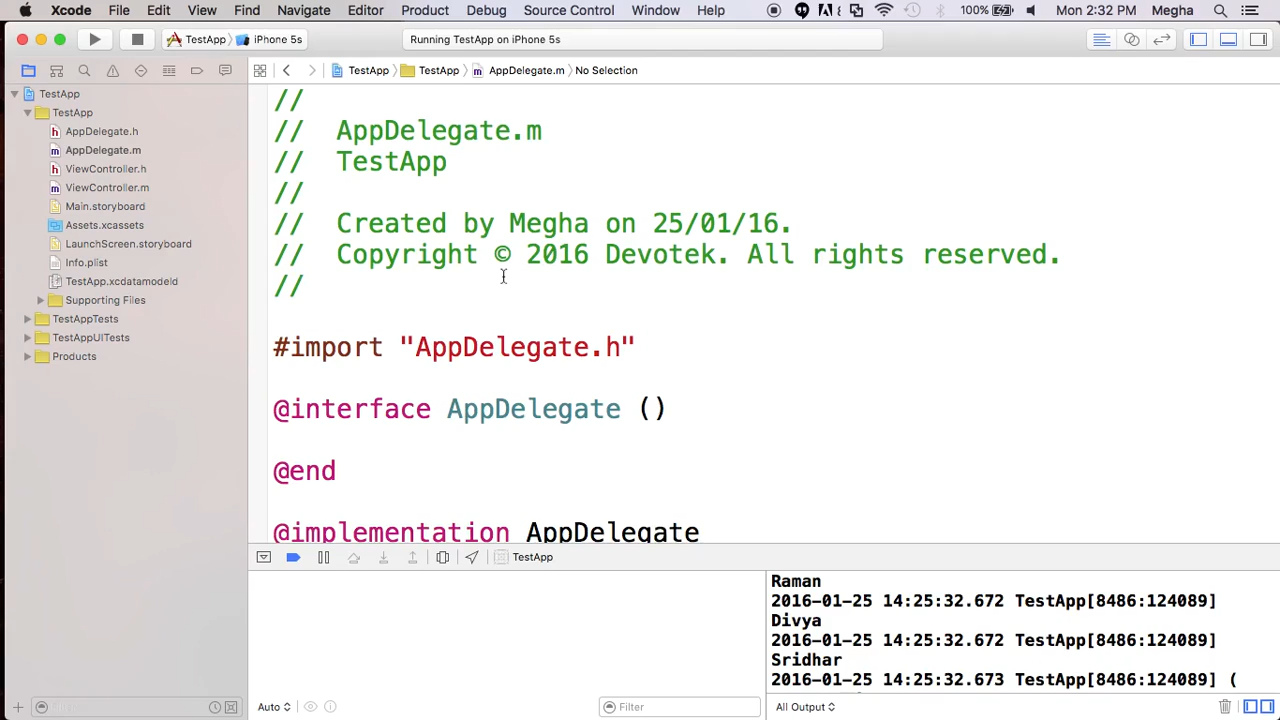 Xcode File Edit View Find Navigate Editor Product Debug Source Control Window Help 8 100% Mon 2:32 PM Megha
TestApp iPhone 5s Running TestApp on iPhone 5s
TestApp TestApp AppDelegate.m No Selection
TestApp
TestApp
AppDelegate.h
AppDelegate.m
ViewController.h
ViewController.m
Main.storyboard
Assets.xcassets
LaunchScreen.storyboard
Info.plist
TestApp.xcdatamodeld
Supporting Files
TestAppTests
TestAppUITests
Products
//
// AppDelegate.m
// TestApp
//
// Created by Megha on 25/01/16.
// Copyright © 2016 Devotek. All rights reserved.
//
#import "AppDelegate.h"
@interface AppDelegate ()
@end
@implementation AppDelegate
TestApp
Raman
2016-01-25 14:25:32.672 TestApp[8486:124089]
Divya
2016-01-25 14:25:32.672 TestApp[8486:124089]
Sridhar
2016-01-25 14:25:32.673 TestApp[8486:124089] (
Auto Filter All Output